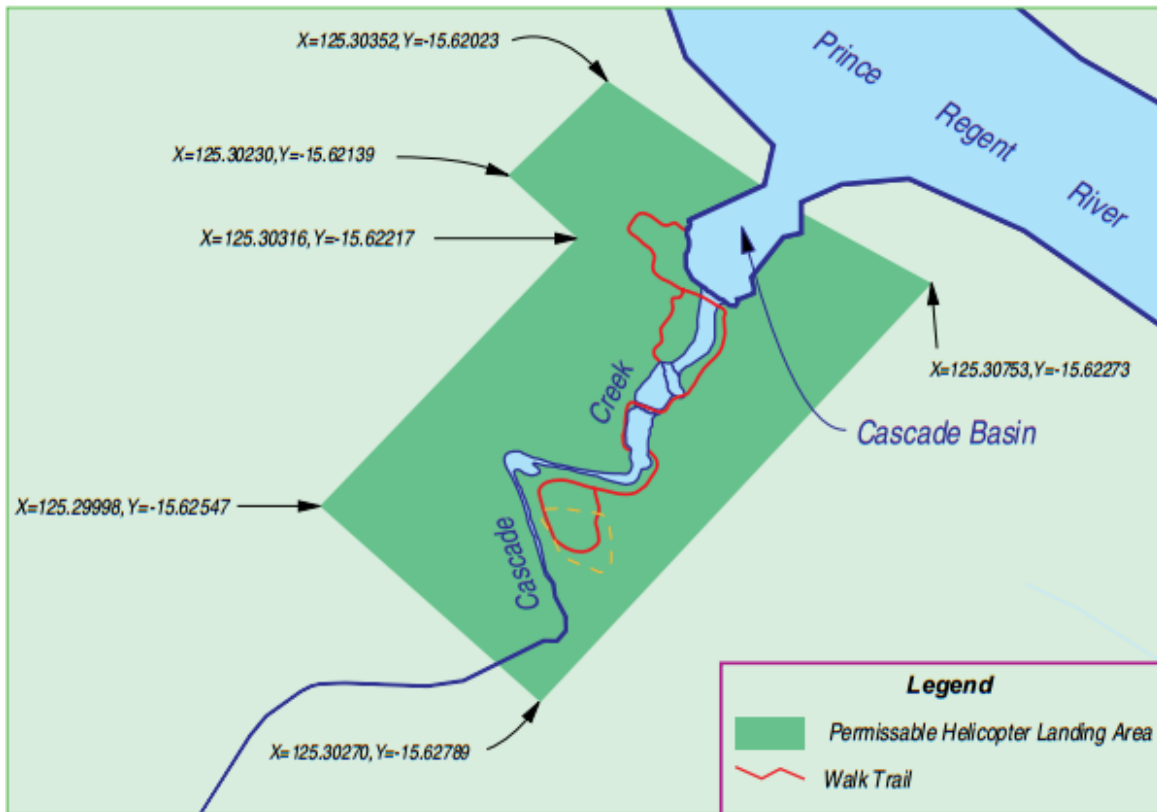 X=125.30352,Y=-15.62023
Prince
Regent
River
X=125.30230,Y=-15.62139
X=125.30316,Y=-15.62217
X=125.30753,Y=-15.62273
Creek
Cascade Basin
X=125.29998,Y=-15.62547
Cascade
X=125.30270,Y=-15.62789
Legend
Permissable Helicopter Landing Area
Walk Trail